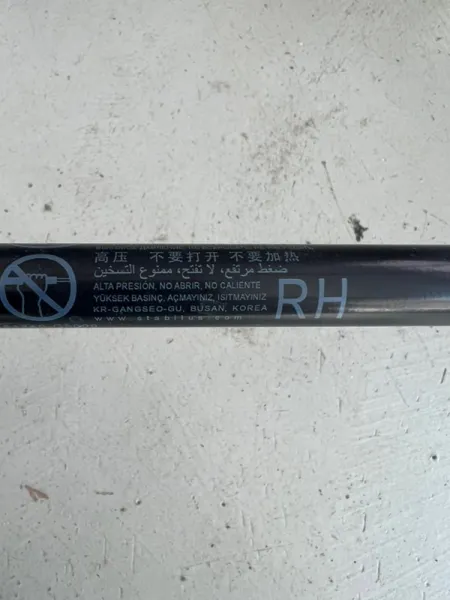 高压 不要打开 不要加热
ضغط مرتفع، لا تفتح، ممنوع التسخين
ALTA PRESIÓN, NO ABRIR, NO CALIENTE
YÜKSEK BASINÇ, AÇMAYINIZ, ISITMAYINIZ
KR-GANGSEO-GU, BUSAN, KOREA
www.stabilus.com
RH